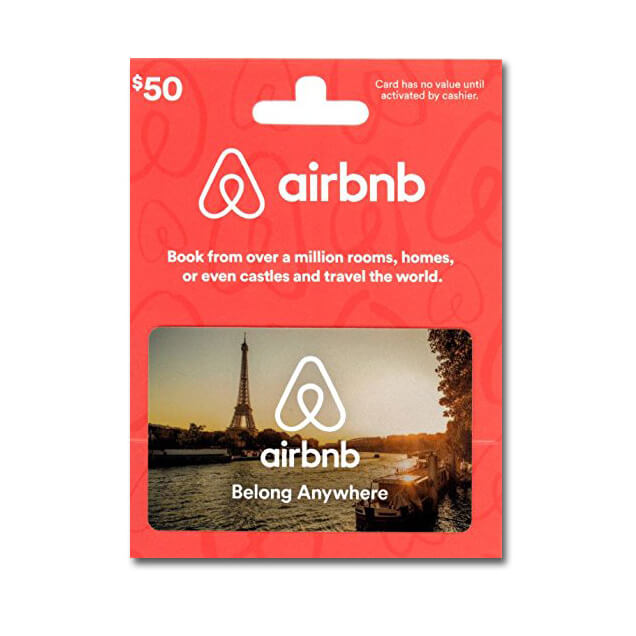 $50
Card has no value until
activated by cashier.
airbnb
Book from over a million rooms, homes,
or even castles and travel the world.
airbnb
Belong Anywhere